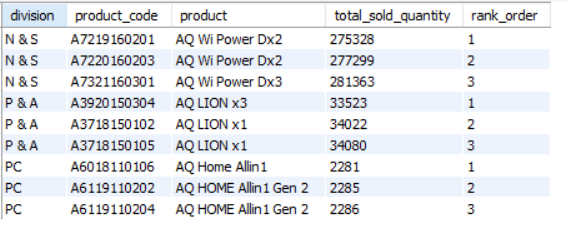 division product_code product total_sold_quantity rank_order
N & S A7219160201 AQ Wi Power Dx2 275328 1
N & S A7220160203 AQ Wi Power Dx2 277299 2
N & S A7321160301 AQ Wi Power Dx3 281363 3
P & A A3920150304 AQ LION x3 33523 1
P & A A3718150102 AQ LION x1 34022 2
P & A A3718150105 AQ LION x1 34080 3
PC A6018110106 AQ Home Allin1 2281 1
PC A6119110202 AQ HOME Allin1 Gen 2 2285 2
PC A6119110204 AQ HOME Allin1 Gen 2 2286 3